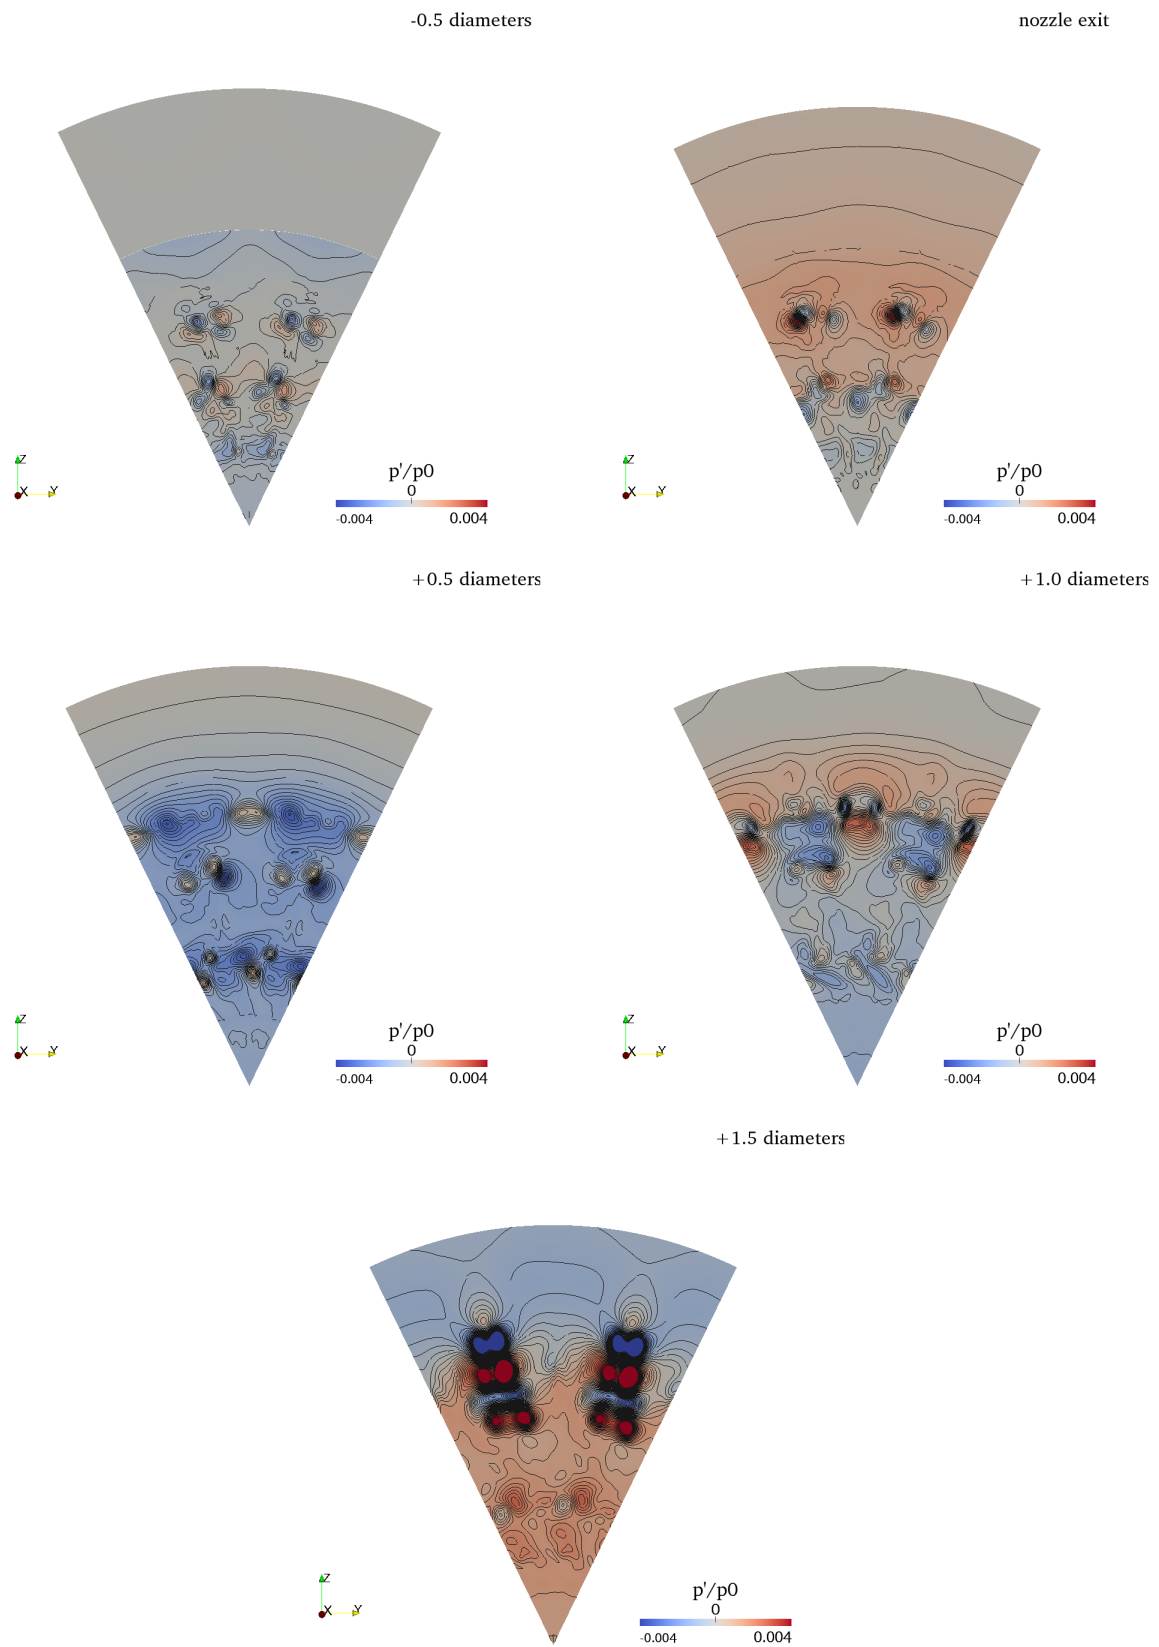 -0.5 diameters
nozzle exit
Z
X Y
p'/p0
0
-0.004 0.004
Z
X Y
p'/p0
0
-0.004 0.004
+0.5 diameters
+1.0 diameters
Z
X Y
p'/p0
0
-0.004 0.004
Z
X Y
p'/p0
0
-0.004 0.004
+1.5 diameters
Z
X Y
p'/p0
0
-0.004 0.004